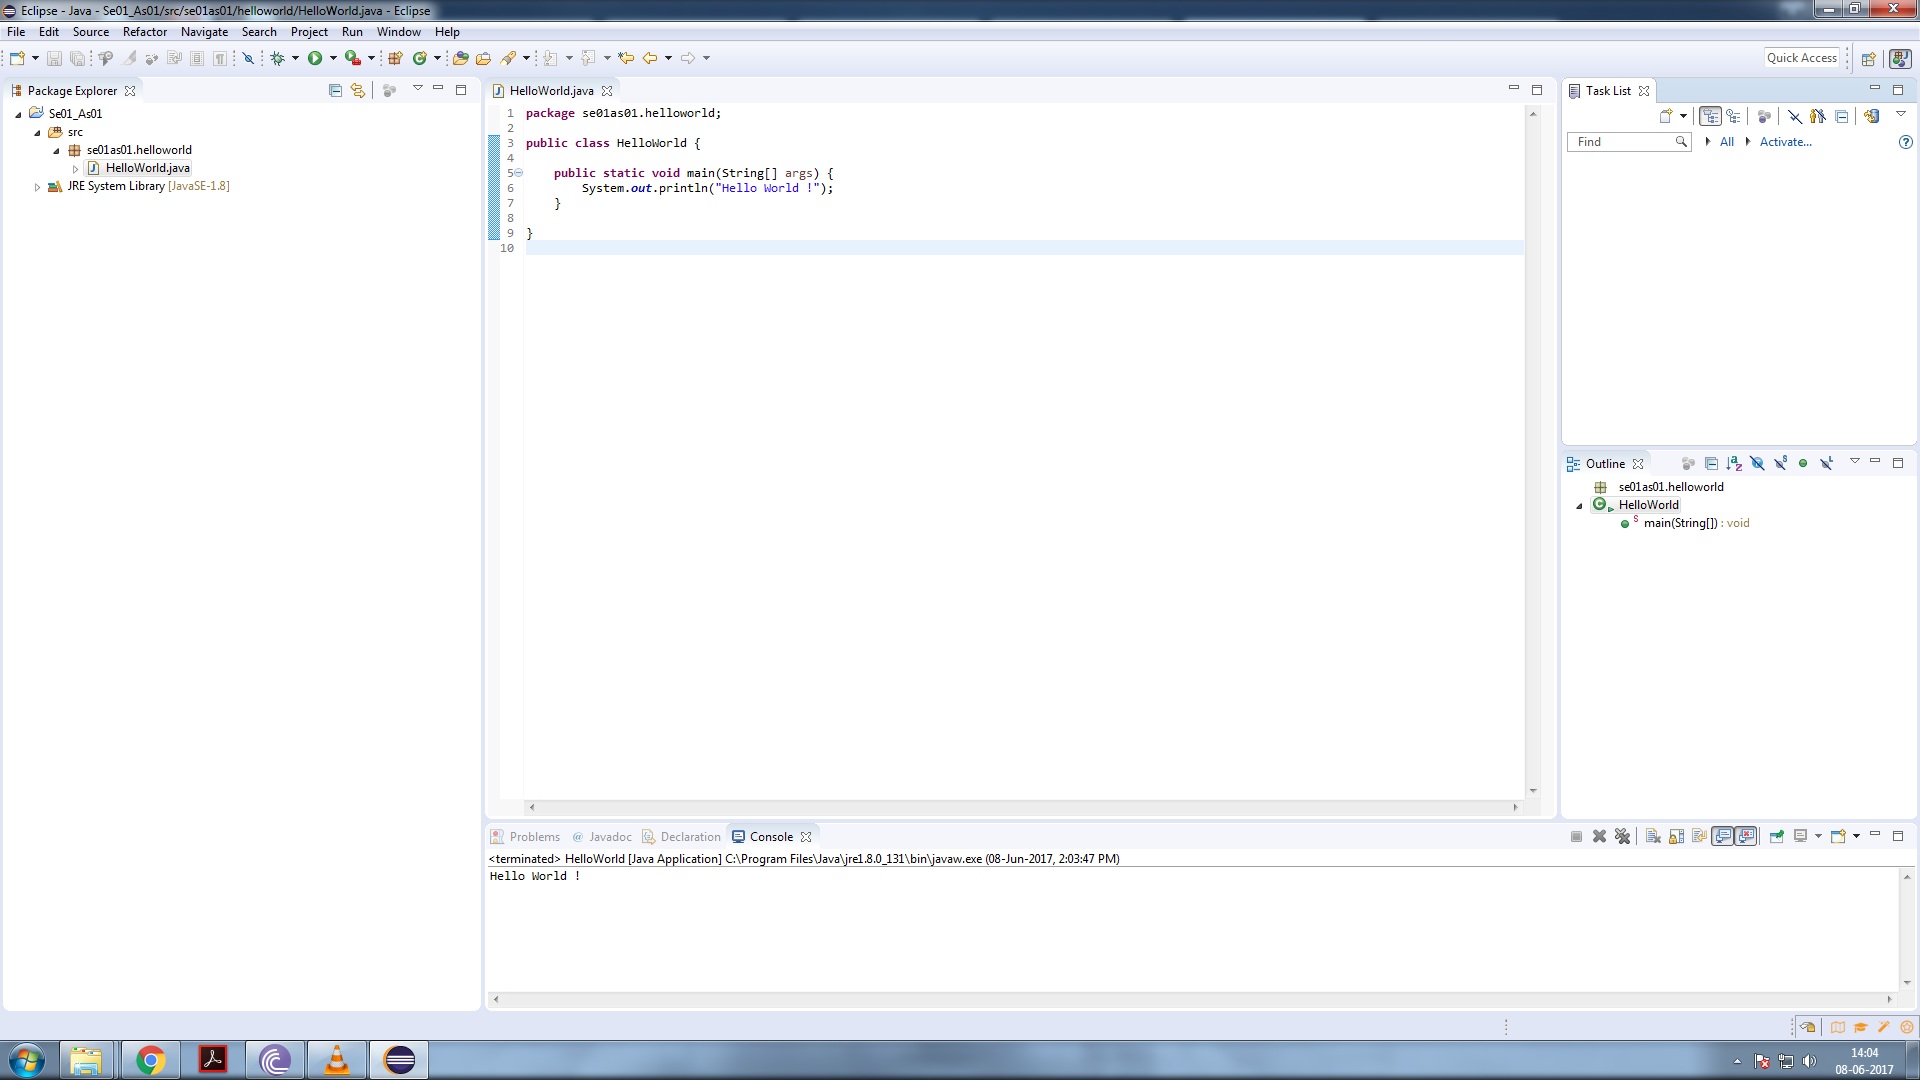 Eclipse - Java - Se01_As01/src/se01as01/helloworld/HelloWorld.java - Eclipse
File Edit Source Refactor Navigate Search Project Run Window Help
Quick Access
Package Explorer
Se01_As01
src
se01as01.helloworld
HelloWorld.java
JRE System Library [JavaSE-1.8]
HelloWorld.java
1 package se01as01.helloworld;
2
3 public class HelloWorld {
4
5 public static void main(String[] args) {
6 System.out.println("Hello World !");
7 }
8
9 }
10
Task List
Find All Activate...
Outline
se01as01.helloworld
HelloWorld
main(String[]) : void
Problems Javadoc Declaration Console
<terminated> HelloWorld [Java Application] C:\Program Files\Java\jre1.8.0_131\bin\javaw.exe (08-Jun-2017, 2:03:47 PM)
Hello World !
14:04
08-06-2017